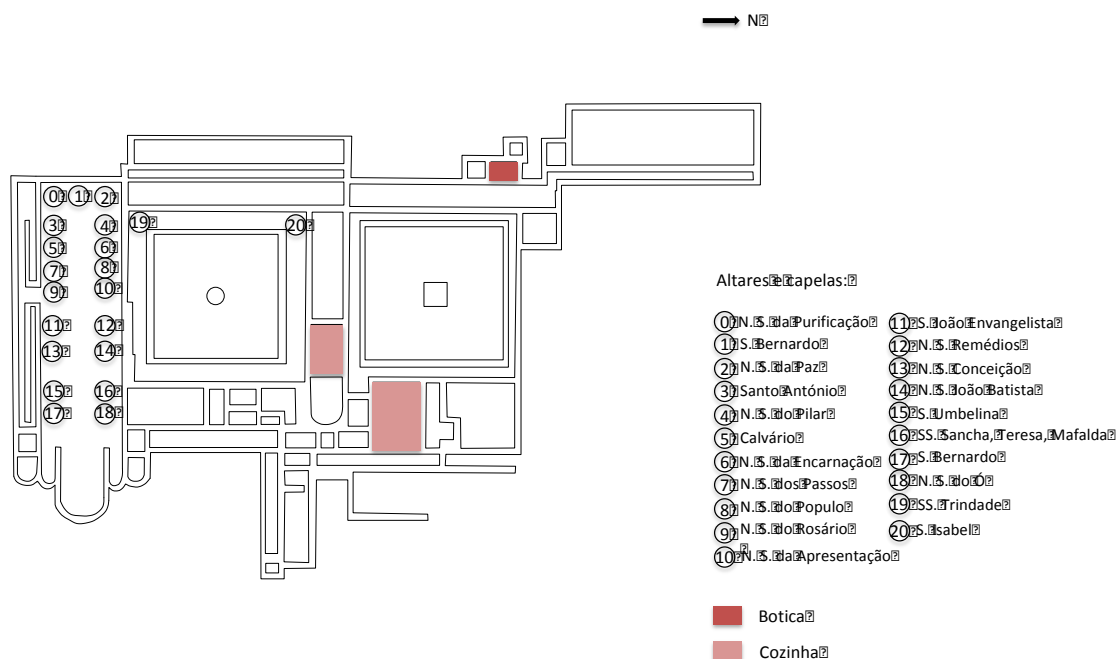 N
0 1 2
3 4 19 20
5 6
7 8
9 10
11 12
13 14
15 16
17 18
Altares e capelas:
0 N. S. da Purificação
1 S. Bernardo
2 N. S. da Paz
3 Santo António
4 N. S. do Pilar
5 Calvário
6 N. S. da Encarnação
7 N. S. dos Passos
8 N. S. do Populo
9 N. S. do Rosário
10 N. S. da Apresentação
11 S. João Envangelista
12 N. S. Remédios
13 N. S. Conceição
14 N. S. João Batista
15 S. Umbelina
16 SS. Sancha, Teresa, Mafalda
17 S. Bernardo
18 N. S. do Ó
19 SS. Trindade
20 S. Isabel
Botica
Cozinha